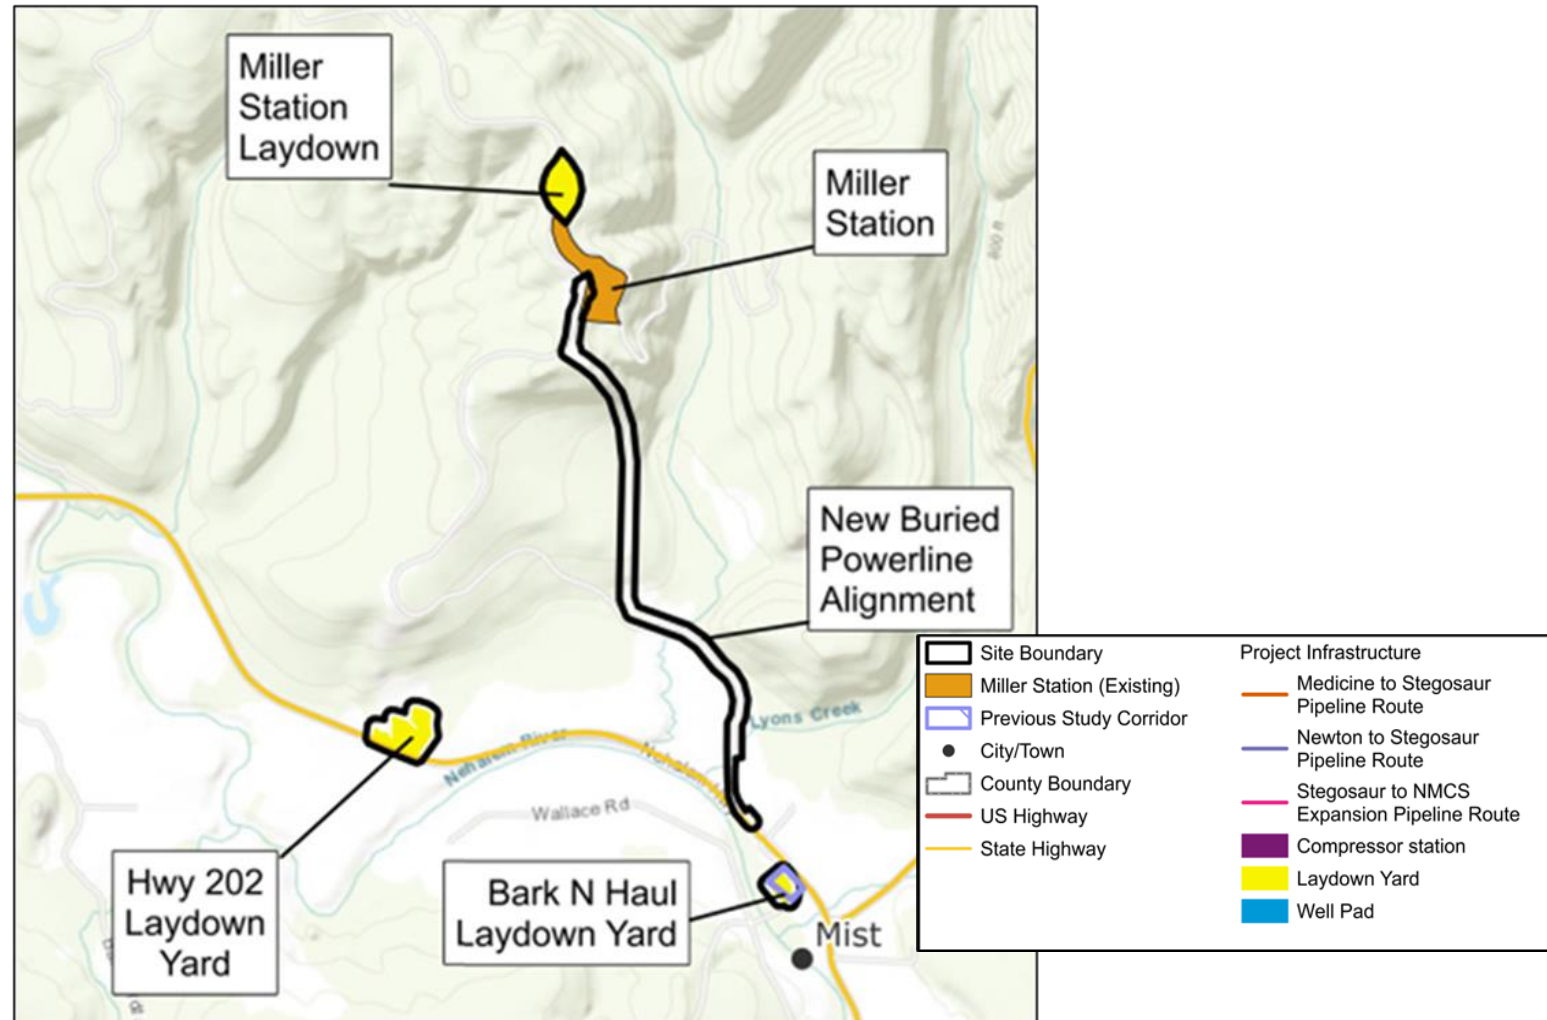 Miller
Station
Laydown
Miller
Station
400 ft
New Buried
Powerline
Alignment
Lyons Creek
Nehalem River
Wallace Rd
Hwy 202
Laydown
Yard
Bark N Haul
Laydown Yard
Mist
Site Boundary
Miller Station (Existing)
Previous Study Corridor
City/Town
County Boundary
US Highway
State Highway
Project Infrastructure
Medicine to Stegosaur
Pipeline Route
Newton to Stegosaur
Pipeline Route
Stegosaur to NMCS
Expansion Pipeline Route
Compressor station
Laydown Yard
Well Pad